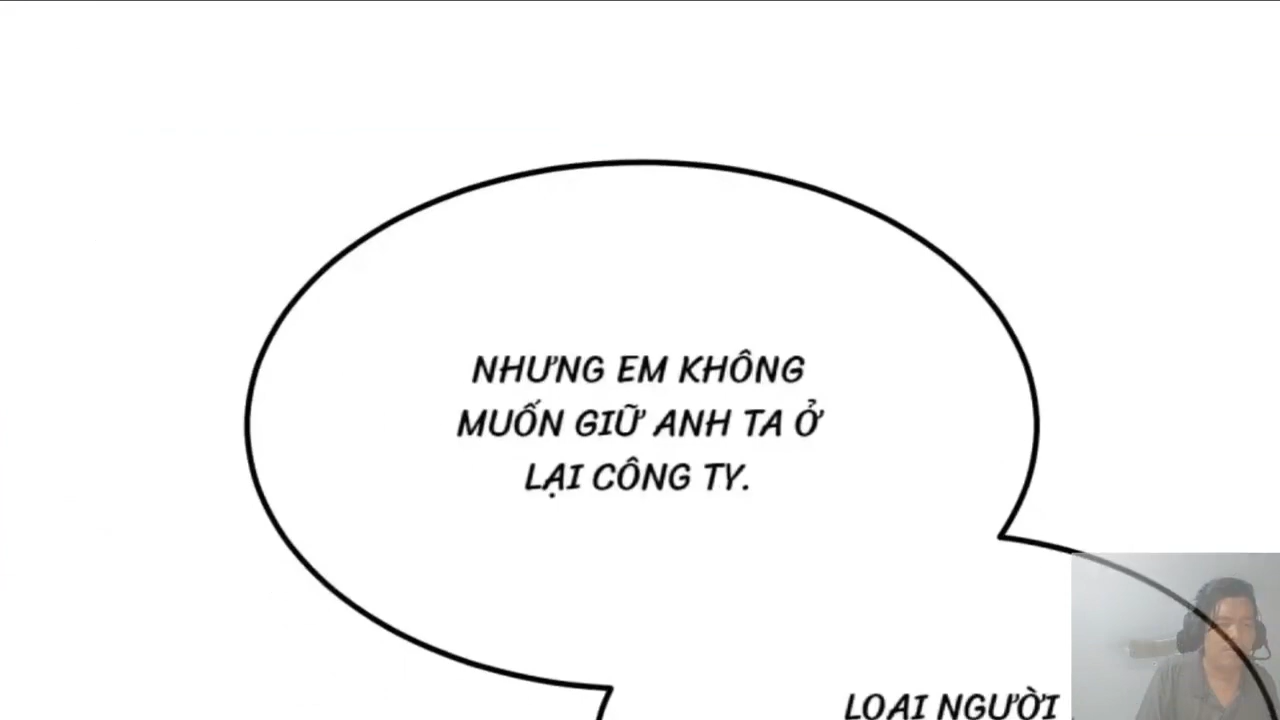 NHƯNG EM KHÔNG
MUỐN GIỮ ANH TA Ở
LẠI CÔNG TY.
LOẠI NGƯỜI